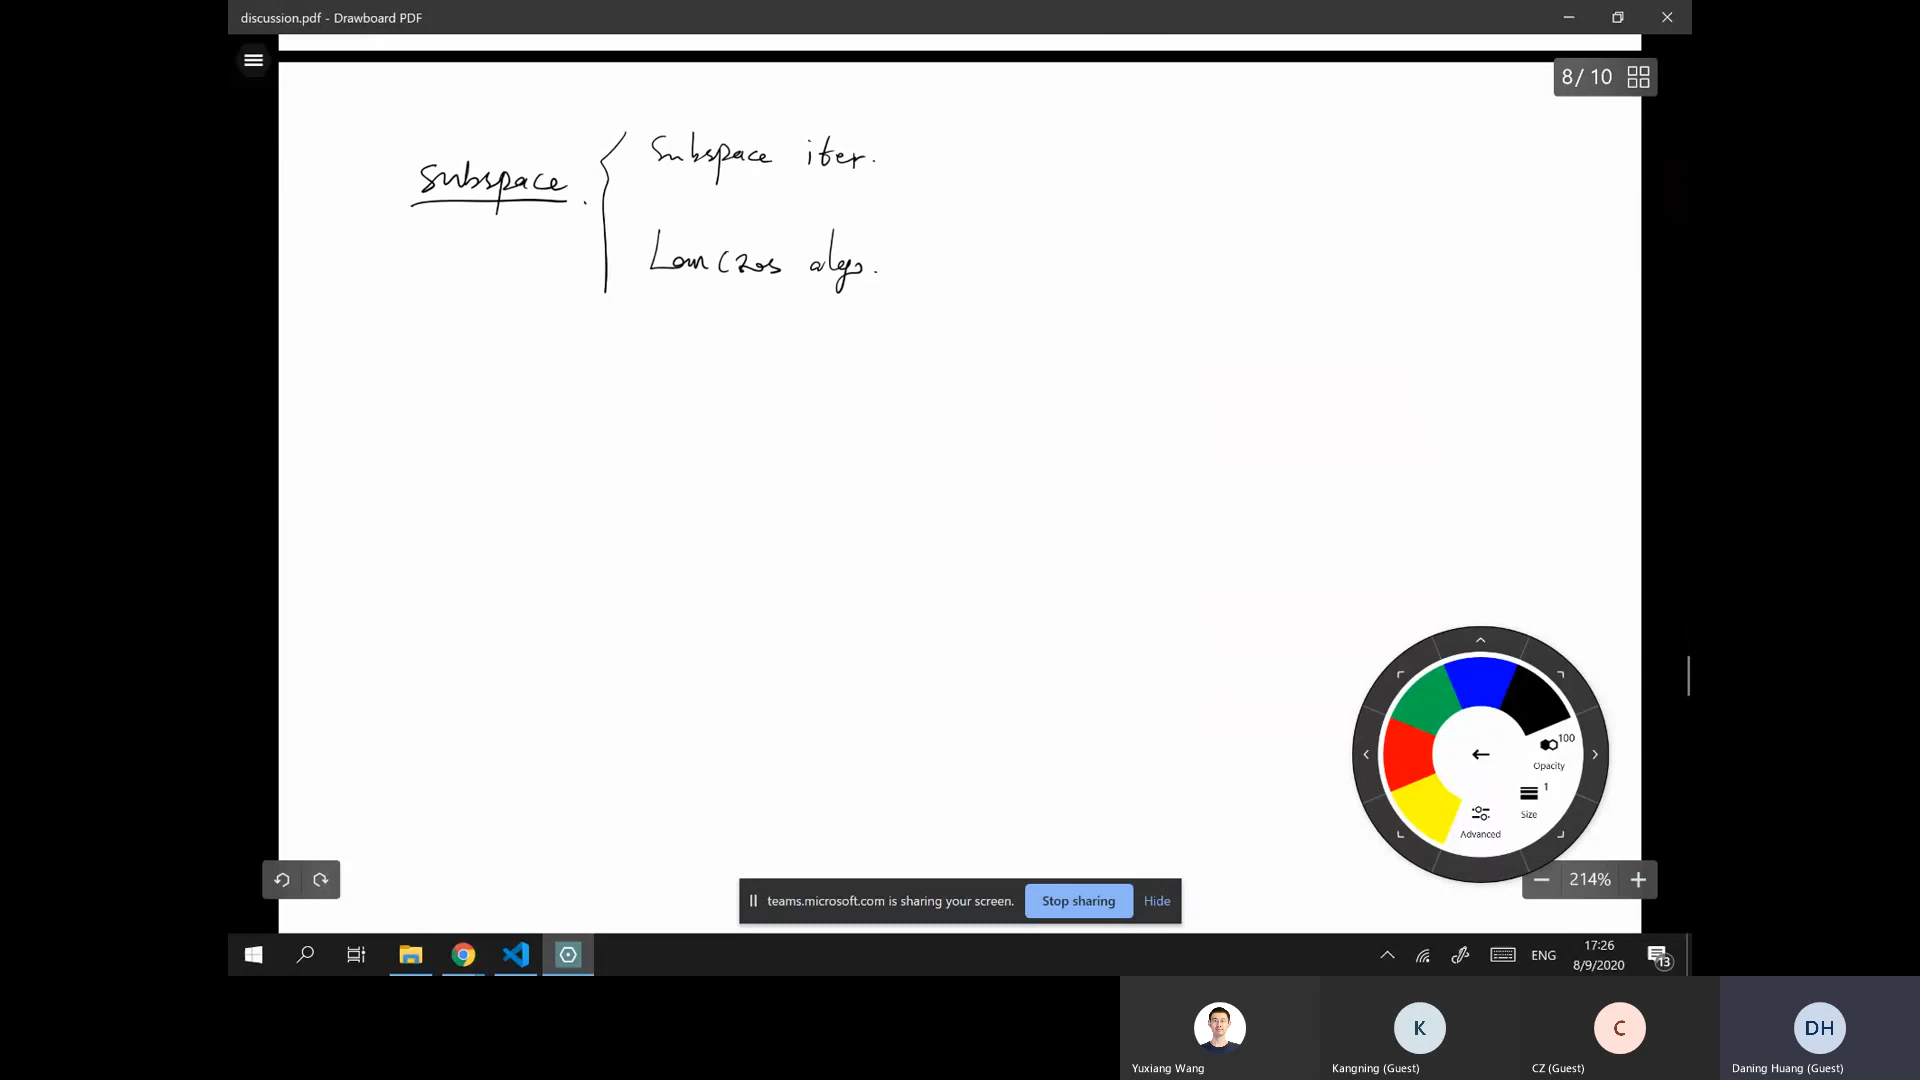 discussion.pdf - Drawboard PDF
8 / 10
Subspace.
Subspace iter.
Lanczos algo.
100
Opacity
1
Size
Advanced
214%
teams.microsoft.com is sharing your screen.
Stop sharing
Hide
ENG
17:26
8/9/2020
13
K
C
DH
Yuxiang Wang
Kangning (Guest)
CZ (Guest)
Daning Huang (Guest)